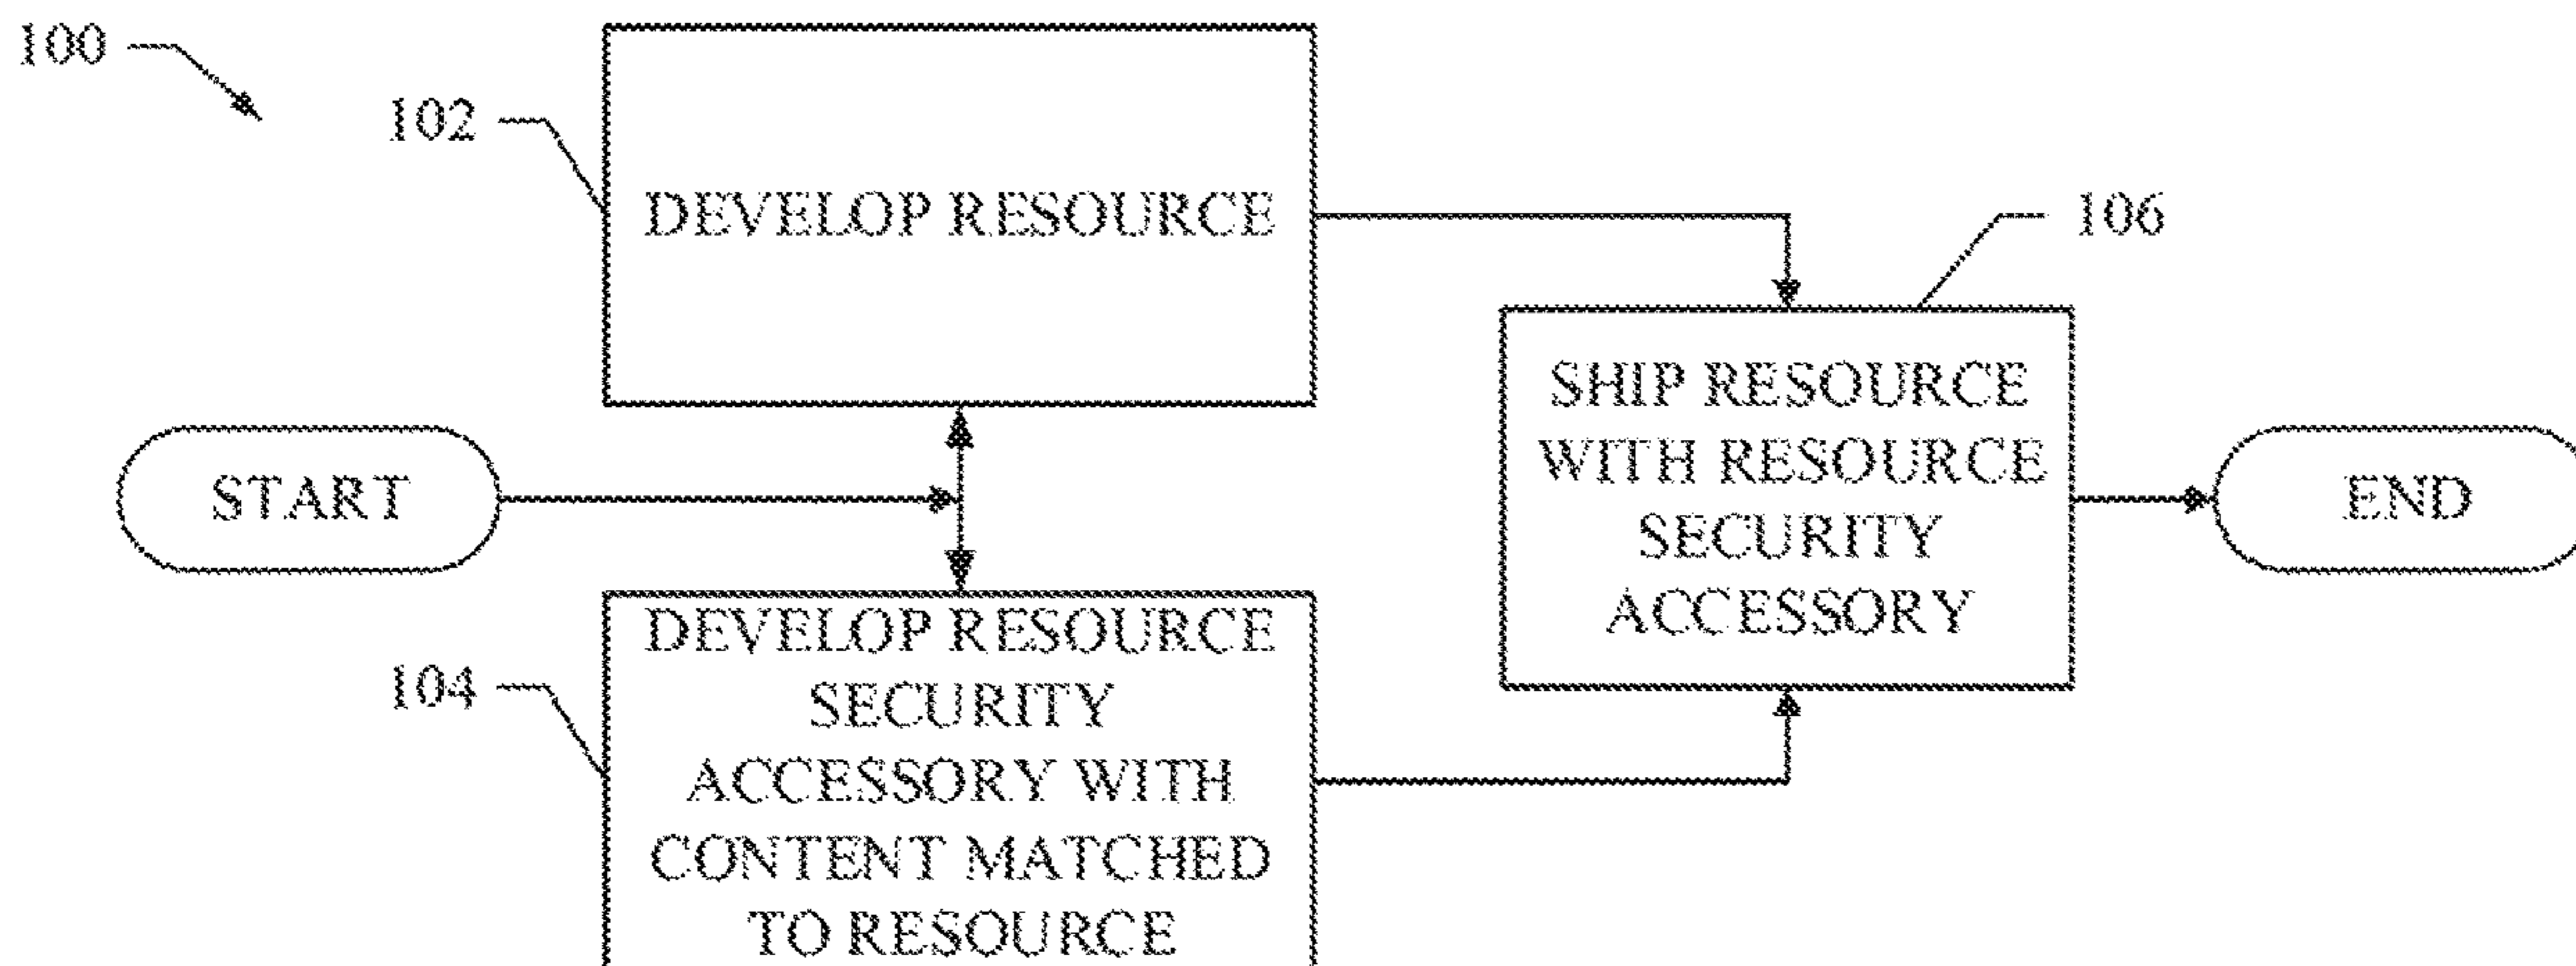 100
102
DEVELOP RESOURCE
106
SHIP RESOURCE
WITH RESOURCE
SECURITY
ACCESSORY
START
END
104
DEVELOP RESOURCE
SECURITY
ACCESSORY WITH
CONTENT MATCHED
TO RESOURCE